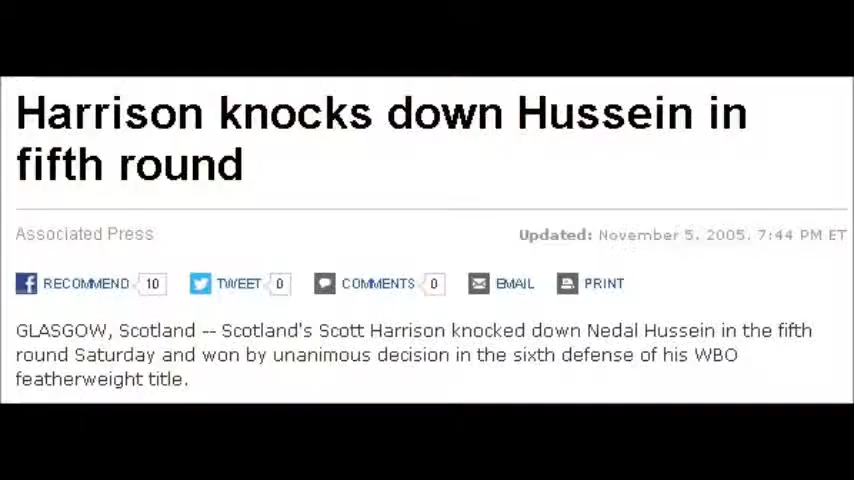 Harrison knocks down Hussein in
fifth round
Associated Press
Updated: November 5, 2005, 7:44 PM ET
RECOMMEND 10 TWEET 0 COMMENTS 0 EMAIL PRINT
GLASGOW, Scotland -- Scotland's Scott Harrison knocked down Nedal Hussein in the fifth
round Saturday and won by unanimous decision in the sixth defense of his WBO
featherweight title.